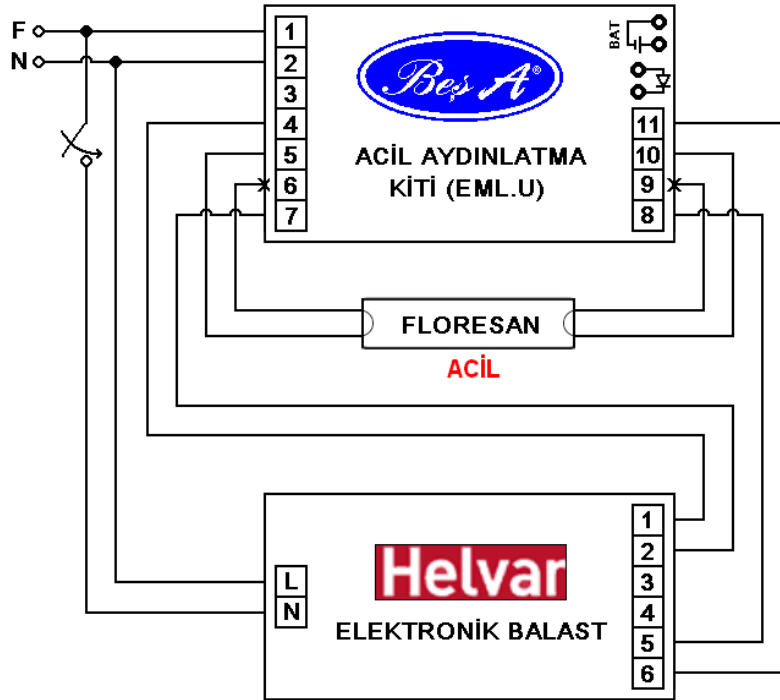 F
N
1
2
3
4
5
6
7
Beş A®
BAT
ACİL AYDINLATMA
KİTİ (EML.U)
11
10
9
8
FLORESAN
ACİL
L
N
Helvar
ELEKTRONİK BALAST
1
2
3
4
5
6